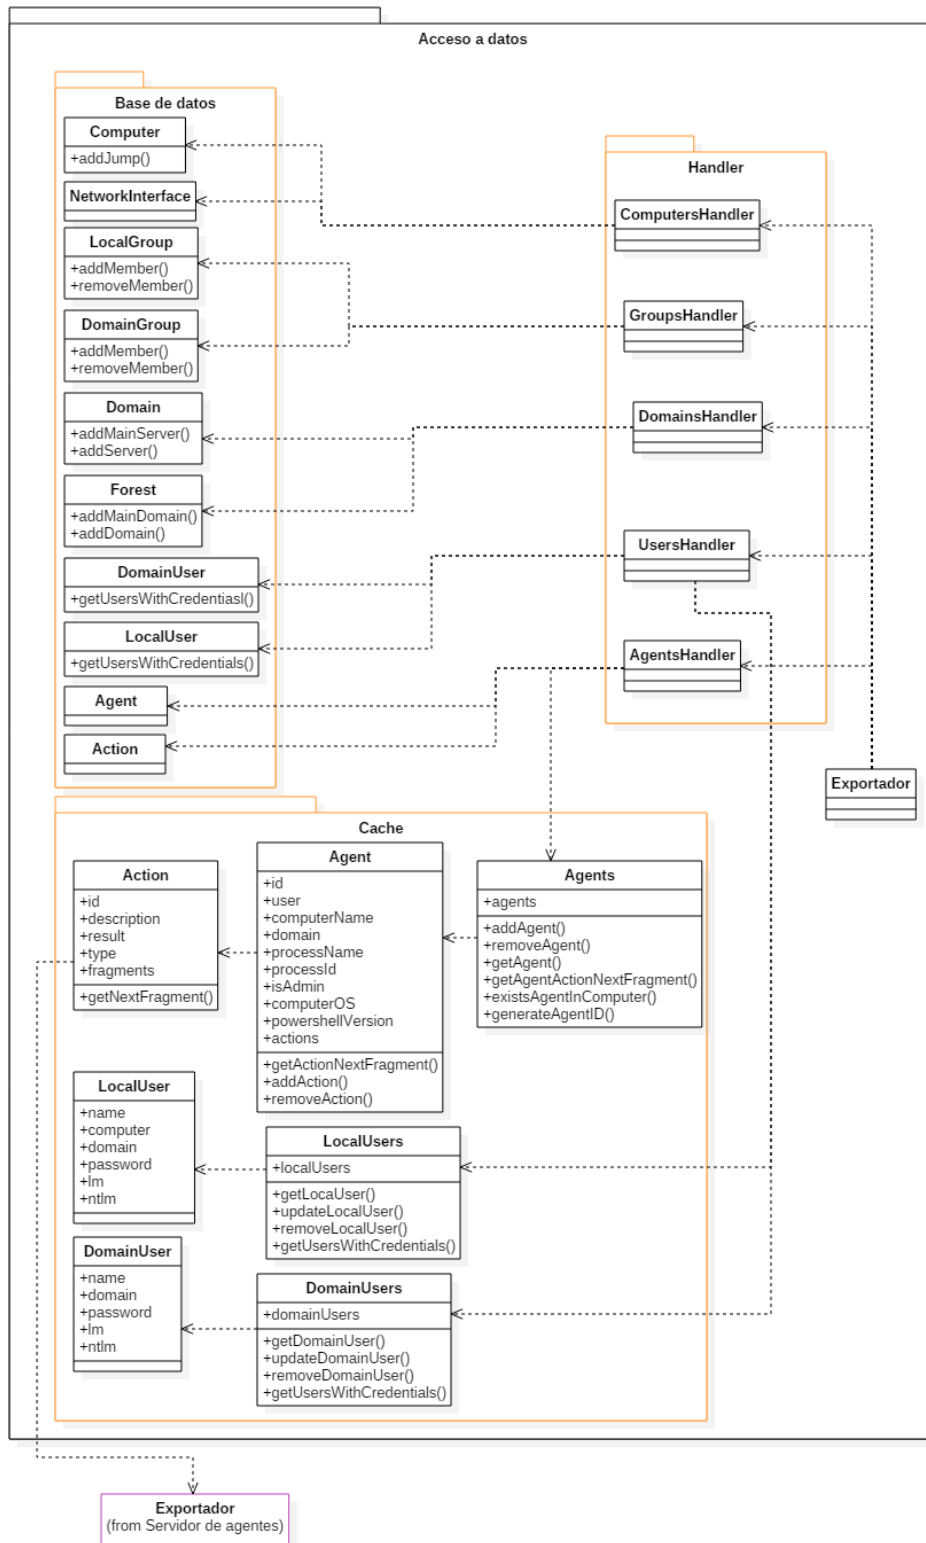 Acceso a datos
Base de datos
Computer
+addJump()
NetworkInterface
LocalGroup
+addMember()
+removeMember()
DomainGroup
+addMember()
+removeMember()
Domain
+addMainServer()
+addServer()
Forest
+addMainDomain()
+addDomain()
DomainUser
+getUsersWithCredentiasl()
LocalUser
+getUsersWithCredentials()
Agent
Action
Handler
ComputersHandler
GroupsHandler
DomainsHandler
UsersHandler
AgentsHandler
Exportador
Cache
Action
+id
+description
+result
+type
+fragments
+getNextFragment()
Agent
+id
+user
+computerName
+domain
+processName
+processId
+isAdmin
+computerOS
+powershellVersion
+actions
+getActionNextFragment()
+addAction()
+removeAction()
Agents
+agents
+addAgent()
+removeAgent()
+getAgent()
+getAgentActionNextFragment()
+existsAgentInComputer()
+generateAgentID()
LocalUser
+name
+computer
+domain
+password
+lm
+ntlm
LocalUsers
+localUsers
+getLocaUser()
+updateLocalUser()
+removeLocalUser()
+getUsersWithCredentials()
DomainUser
+name
+domain
+password
+lm
+ntlm
DomainUsers
+domainUsers
+getDomainUser()
+updateDomainUser()
+removeDomainUser()
+getUsersWithCredentials()
Exportador
(from Servidor de agentes)